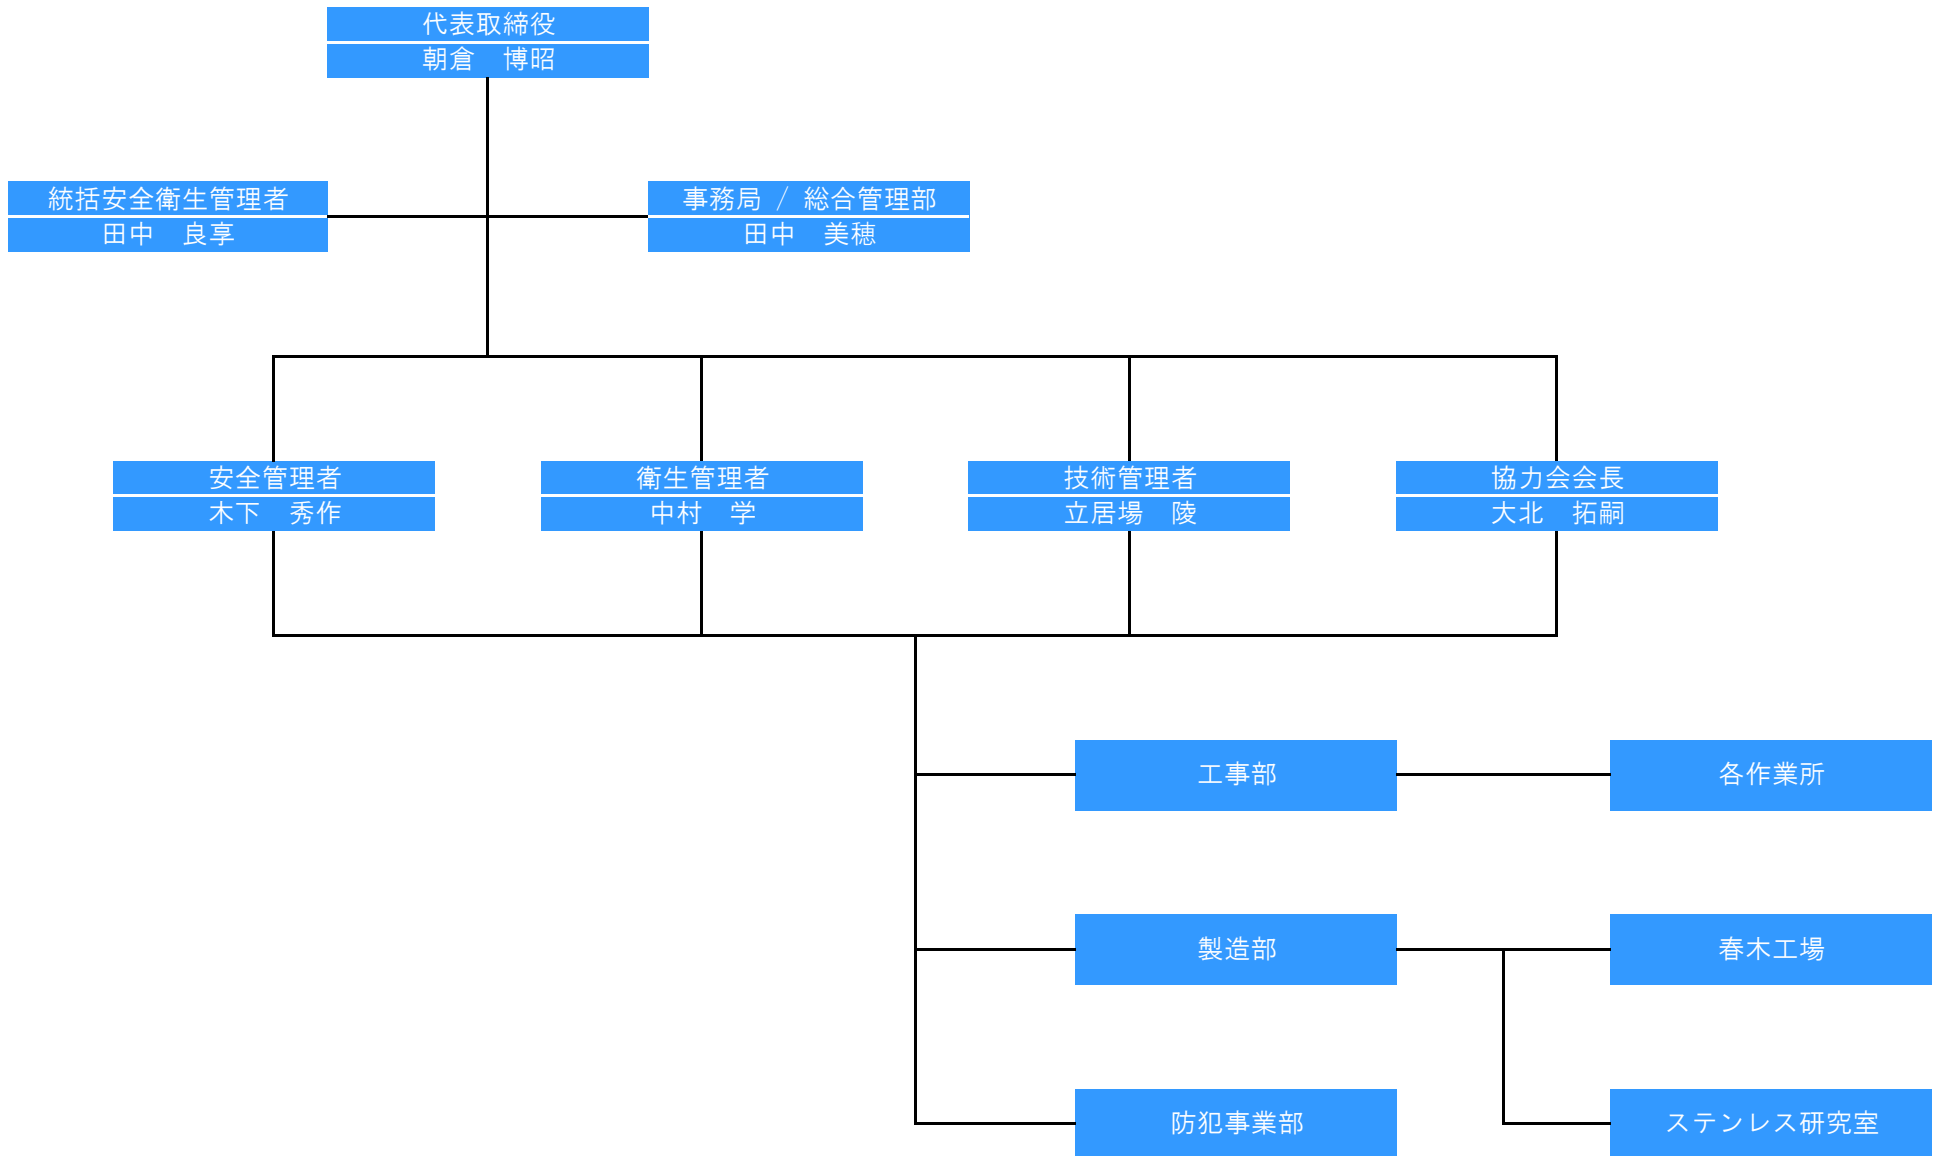 代表取締役
朝倉　博昭
統括安全衛生管理者
田中　良享
事務局 / 総合管理部
田中　美穂
安全管理者
木下　秀作
衛生管理者
中村　学
技術管理者
立居場　陵
協力会会長
大北　拓嗣
工事部
各作業所
製造部
春木工場
防犯事業部
ステンレス研究室